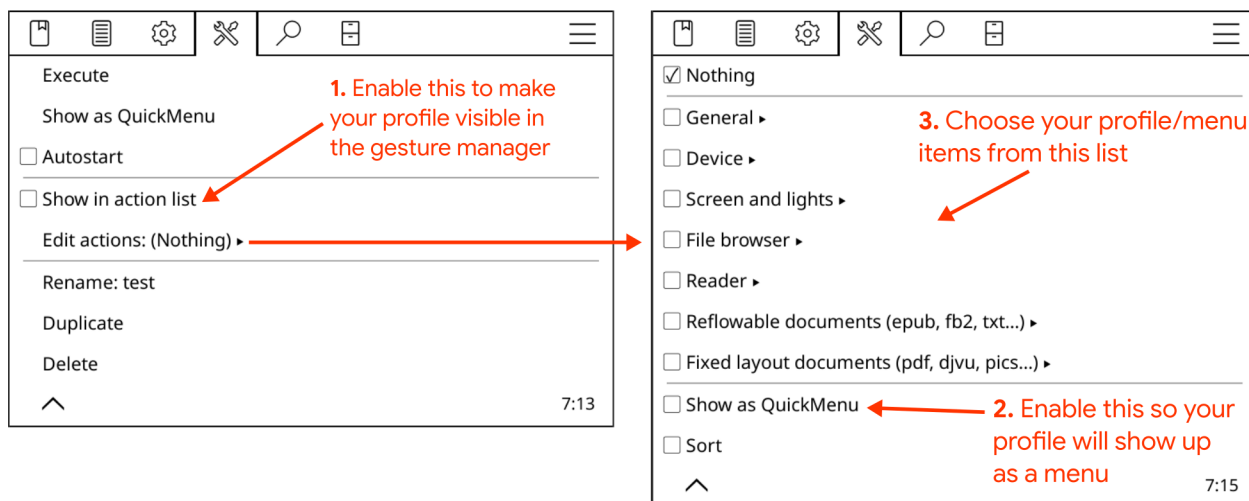 Execute
Show as QuickMenu
Autostart
Show in action list
Edit actions: (Nothing) ▸
Rename: test
Duplicate
Delete
7:13
1. Enable this to make
your profile visible in
the gesture manager
Nothing
General ▸
Device ▸
Screen and lights ▸
File browser ▸
Reader ▸
Reflowable documents (epub, fb2, txt...) ▸
Fixed layout documents (pdf, djvu, pics...) ▸
Show as QuickMenu
Sort
7:15
3. Choose your profile/menu
items from this list
2. Enable this so your
profile will show up
as a menu